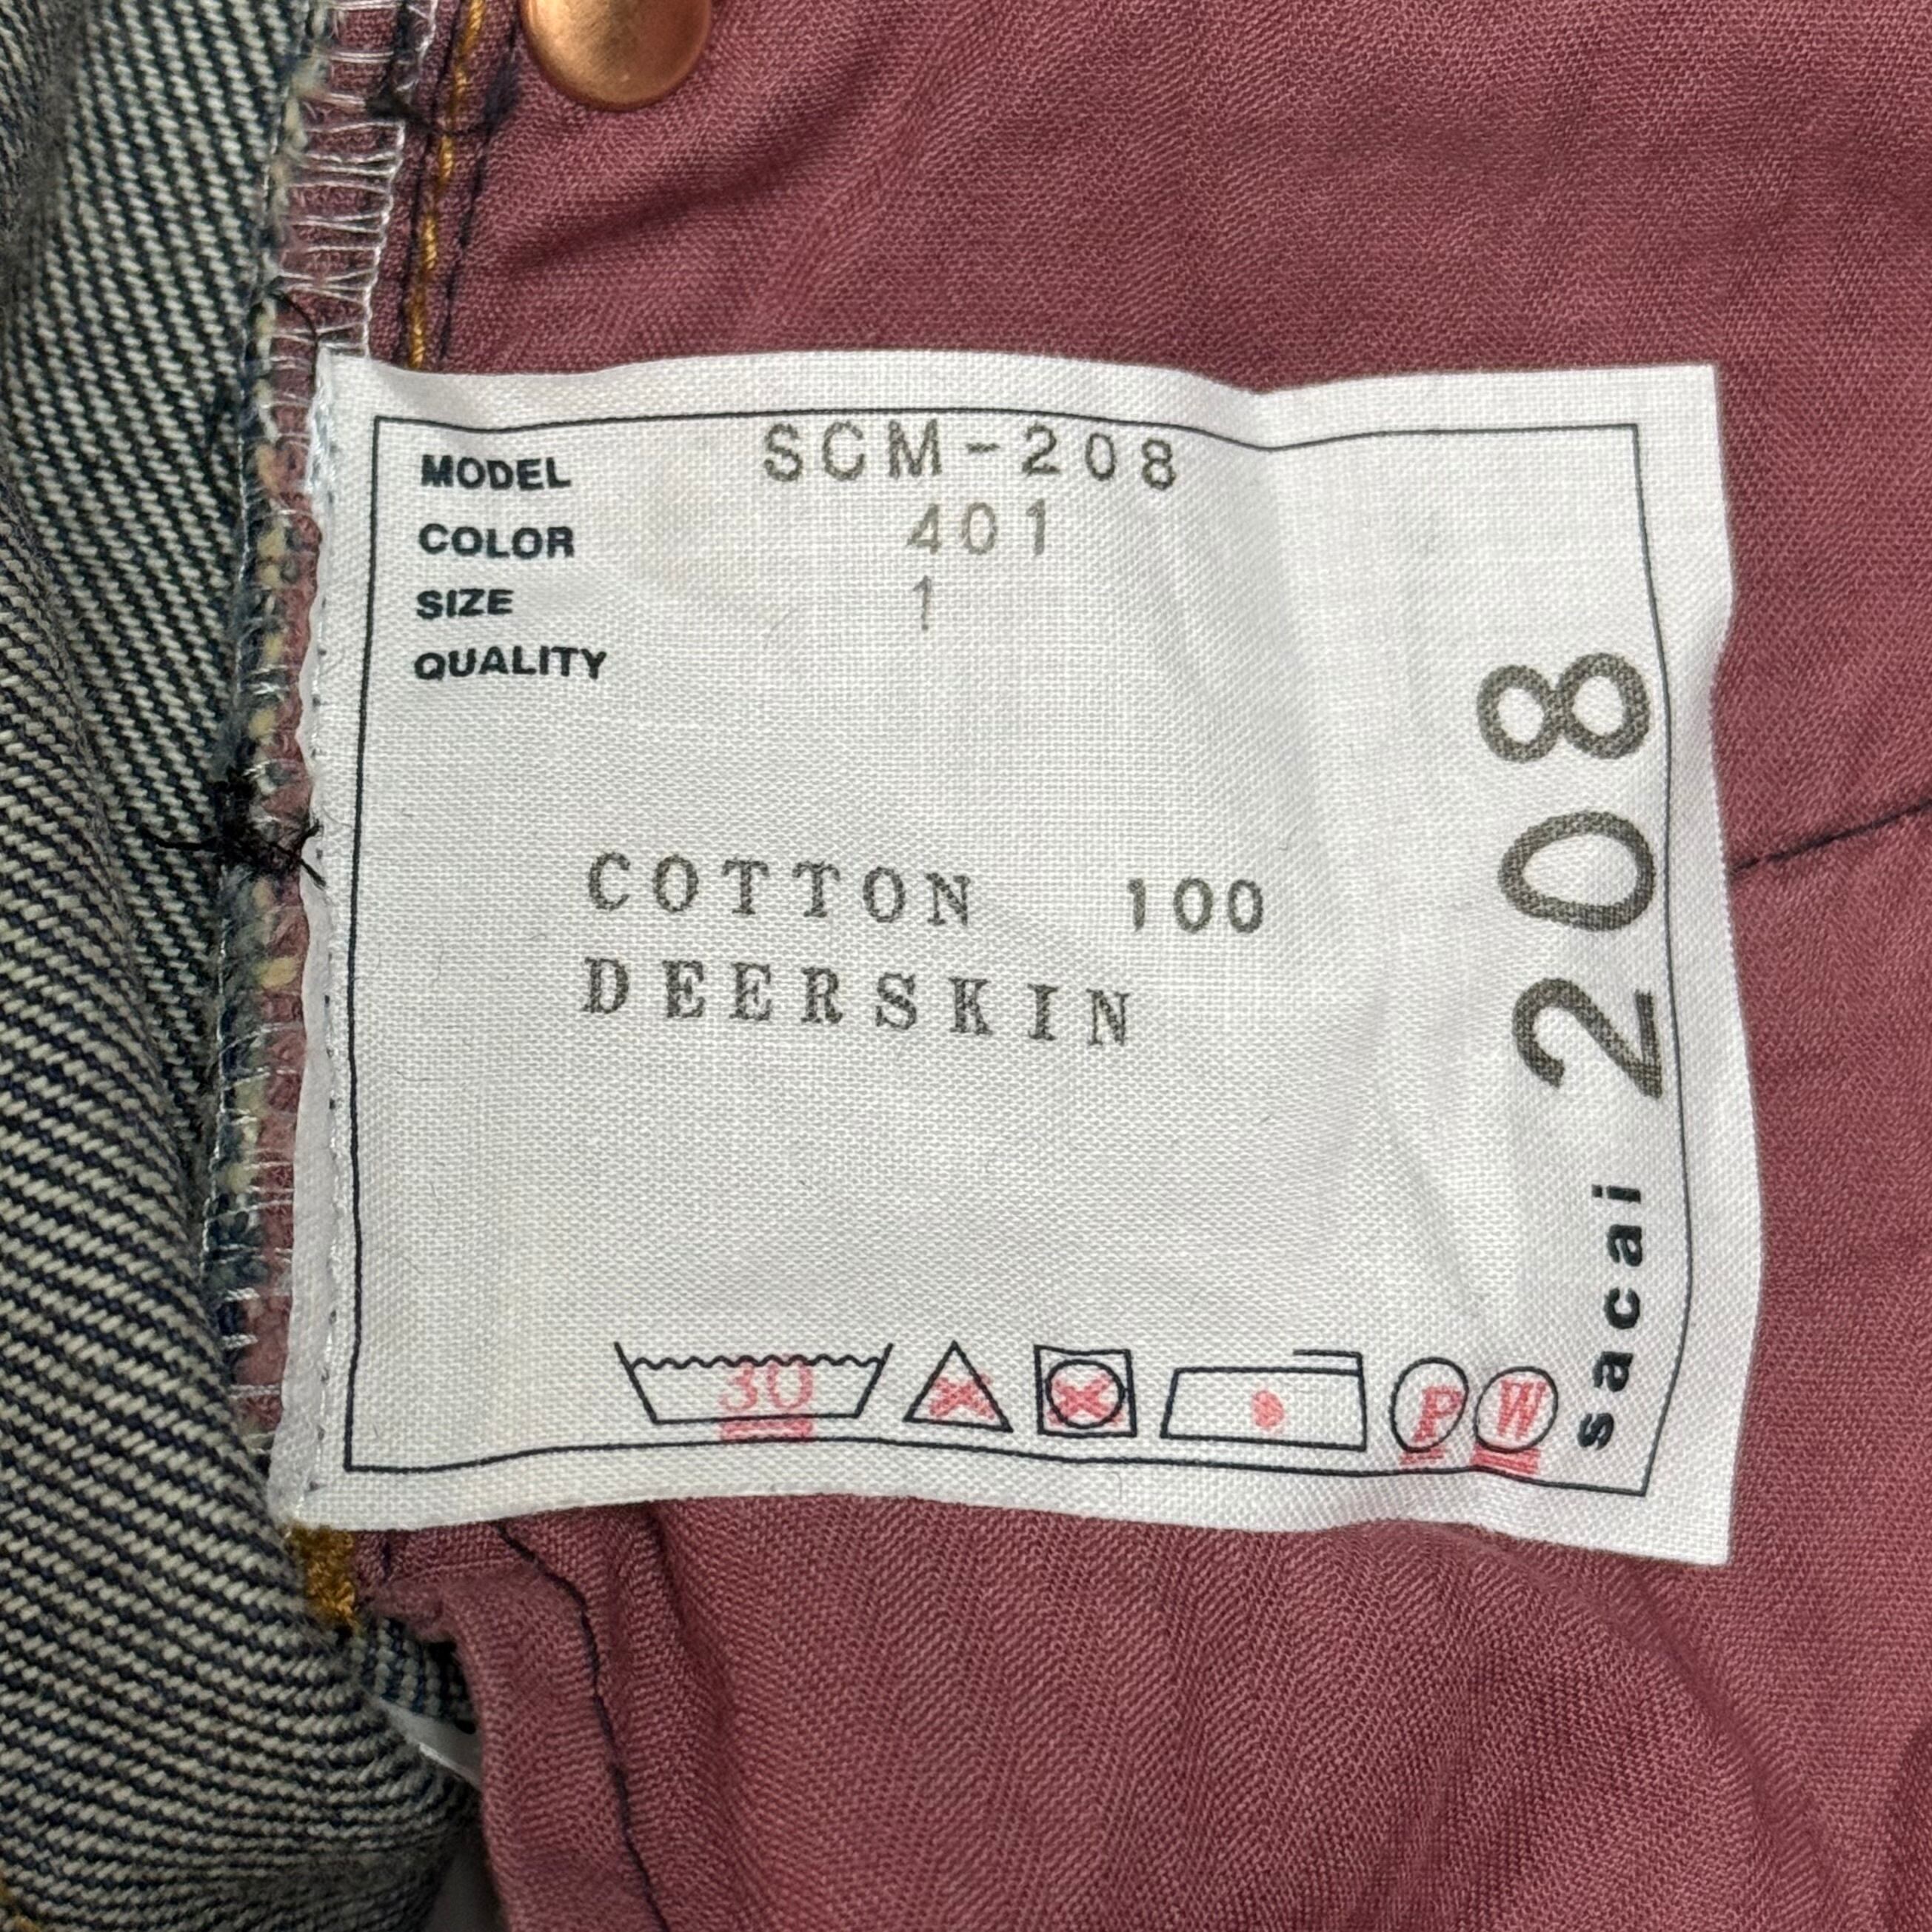 MODEL SCM-208
COLOR 401
SIZE 1
QUALITY
COTTON 100
DEERSKIN
30
P W
sacai 208